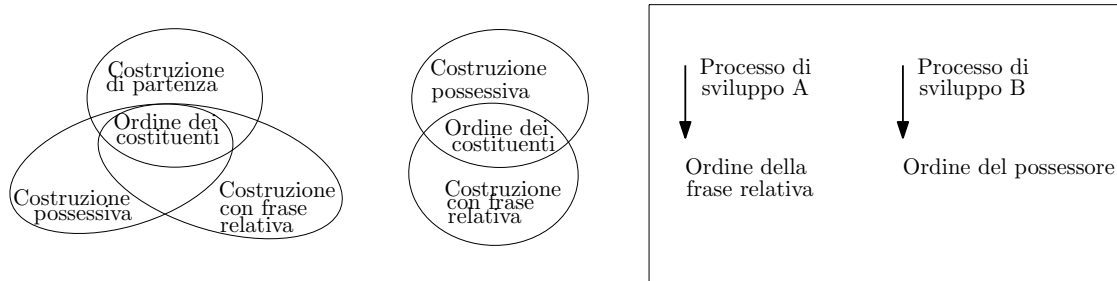 Costruzione
di partenza
Ordine dei
costituenti
Costruzione
possessiva
Costruzione
con frase
relativa
Costruzione
possessiva
Ordine dei
costituenti
Costruzione
con frase
relativa
Processo di
sviluppo A
Ordine della
frase relativa
Processo di
sviluppo B
Ordine del possessore